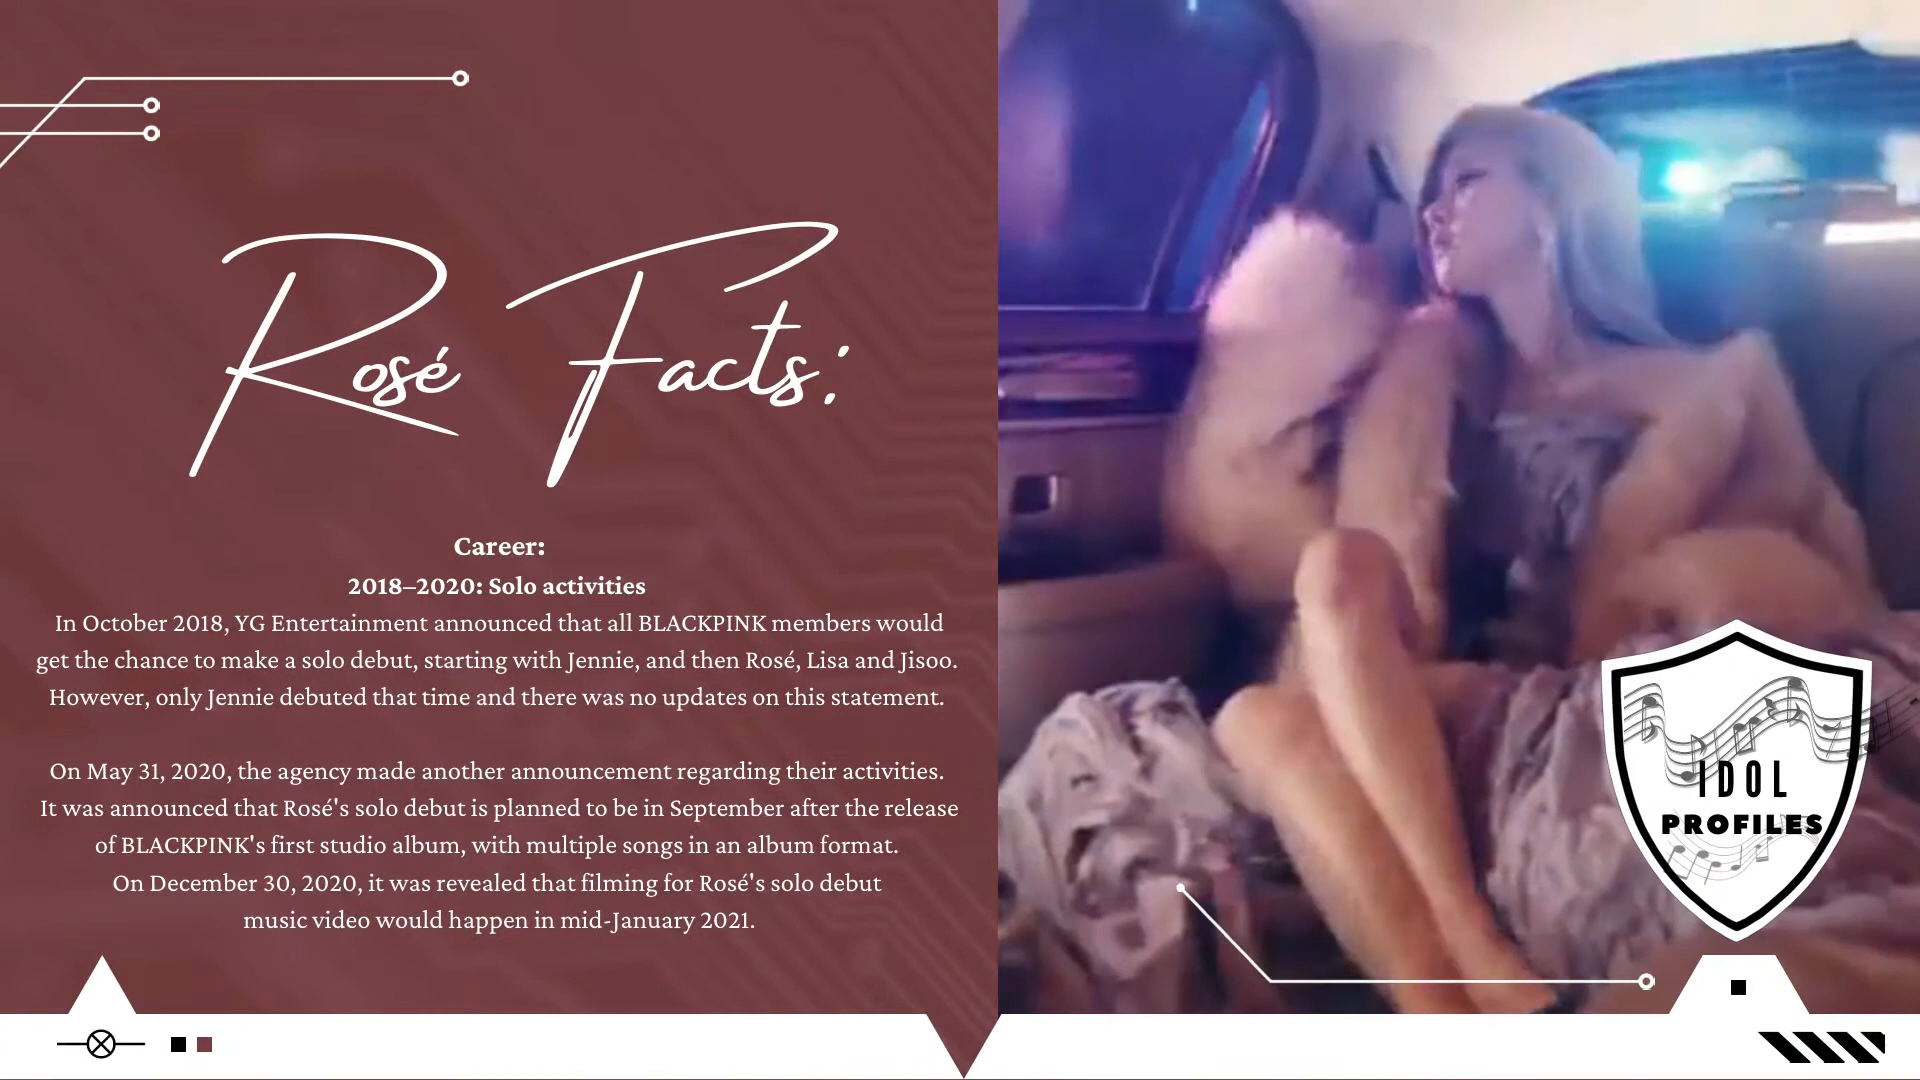 Rosé Facts:
Career:
2018–2020: Solo activities
In October 2018, YG Entertainment announced that all BLACKPINK members would
get the chance to make a solo debut, starting with Jennie, and then Rosé, Lisa and Jisoo.
However, only Jennie debuted that time and there was no updates on this statement.
On May 31, 2020, the agency made another announcement regarding their activities.
It was announced that Rosé's solo debut is planned to be in September after the release
of BLACKPINK's first studio album, with multiple songs in an album format.
On December 30, 2020, it was revealed that filming for Rosé's solo debut
music video would happen in mid-January 2021.
IDOL
PROFILES